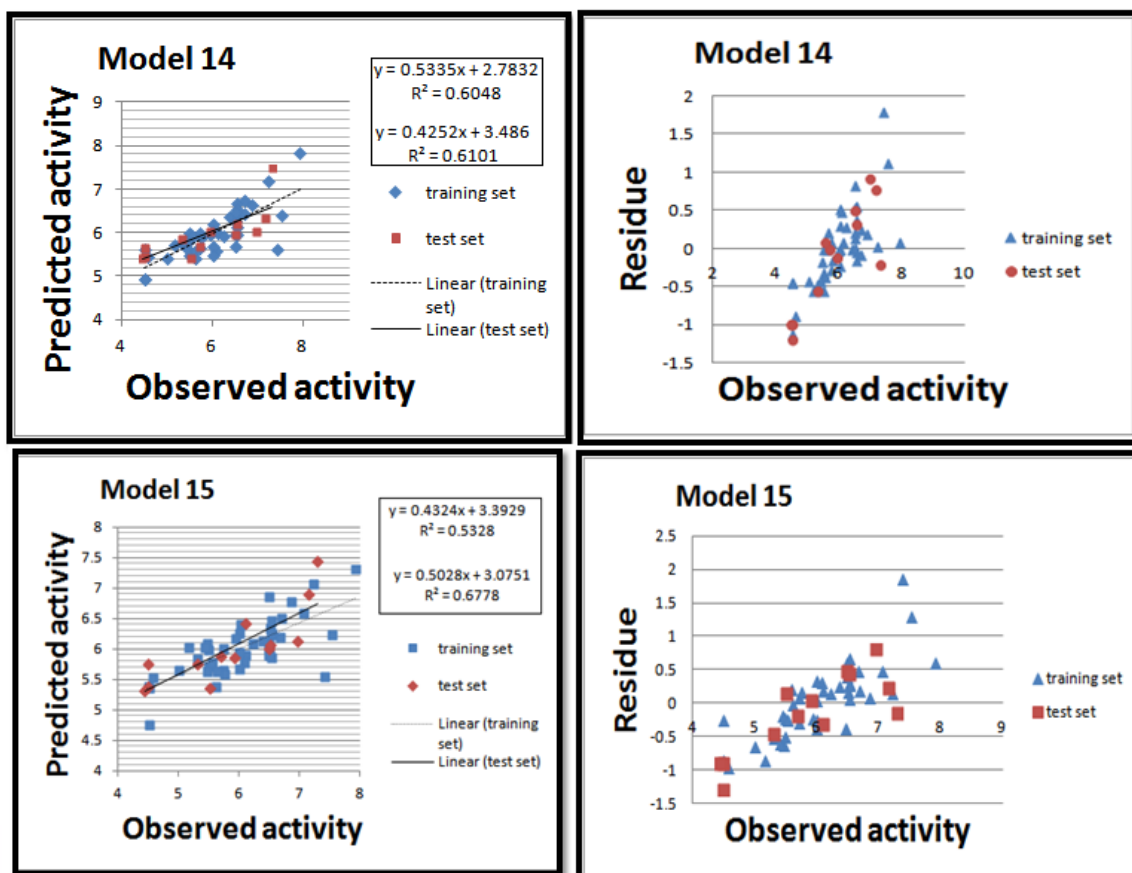 Model 14
y = 0.5335x + 2.7832
R² = 0.6048
y = 0.4252x + 3.486
R² = 0.6101
Predicted activity
9
8
7
6
5
4
4 6 8
Observed activity
training set
test set
Linear (training set)
Linear (test set)
Model 14
Residue
2
1.5
1
0.5
0
-0.5
-1
-1.5
2 4 6 8 10
Observed activity
training set
test set
Model 15
y = 0.4324x + 3.3929
R² = 0.5328
y = 0.5028x + 3.0751
R² = 0.6778
Predicted activity
8
7.5
7
6.5
6
5.5
5
4.5
4
4 5 6 7 8
Observed activity
training set
test set
Linear (training set)
Linear (test set)
Model 15
Residue
2.5
2
1.5
1
0.5
0
-0.5
-1
-1.5
4 5 6 7 8 9
Observed activity
training set
test set